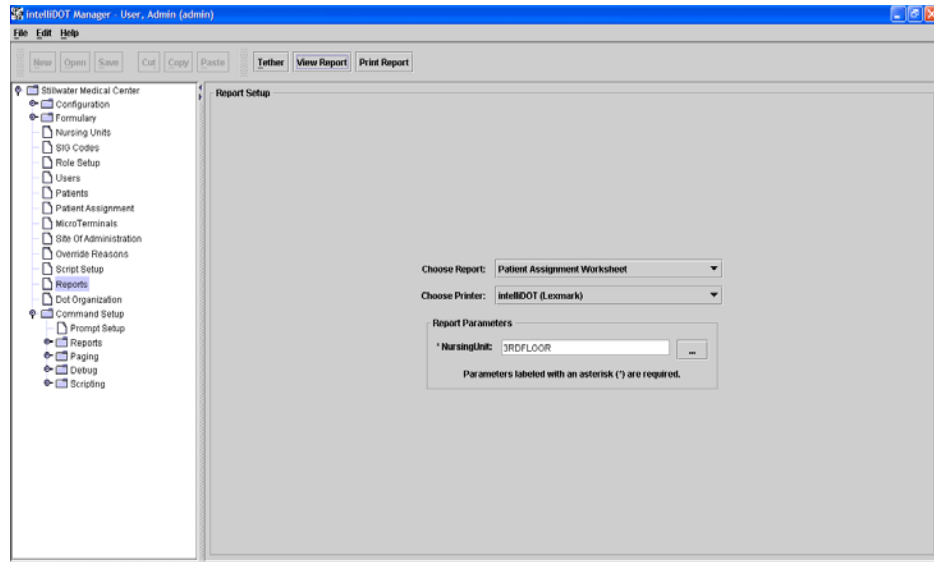 intelliDOT Manager - User, Admin (admin)
File Edit Help
New Open Save Cut Copy Paste Tether View Report Print Report
Stillwater Medical Center
Configuration
Formulary
Nursing Units
SIG Codes
Role Setup
Users
Patients
Patient Assignment
MicroTerminals
Site Of Administration
Override Reasons
Script Setup
Reports
Dot Organization
Command Setup
Prompt Setup
Reports
Paging
Debug
Scripting
Report Setup
Choose Report: Patient Assignment Worksheet
Choose Printer: intelliDOT (Lexmark)
Report Parameters
* NursingUnit: 3RDFLOOR ...
Parameters labeled with an asterisk (*) are required.